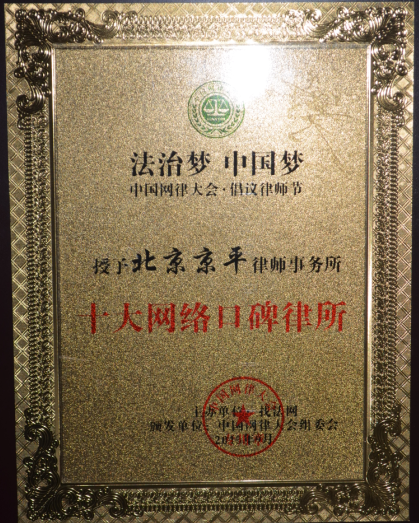 法治梦 中国梦
中国网律大会·倡议律师节
授予北京京平律师事务所
十大网络口碑律所
主办单位：找法网
颁发单位：中国网律大会组委会